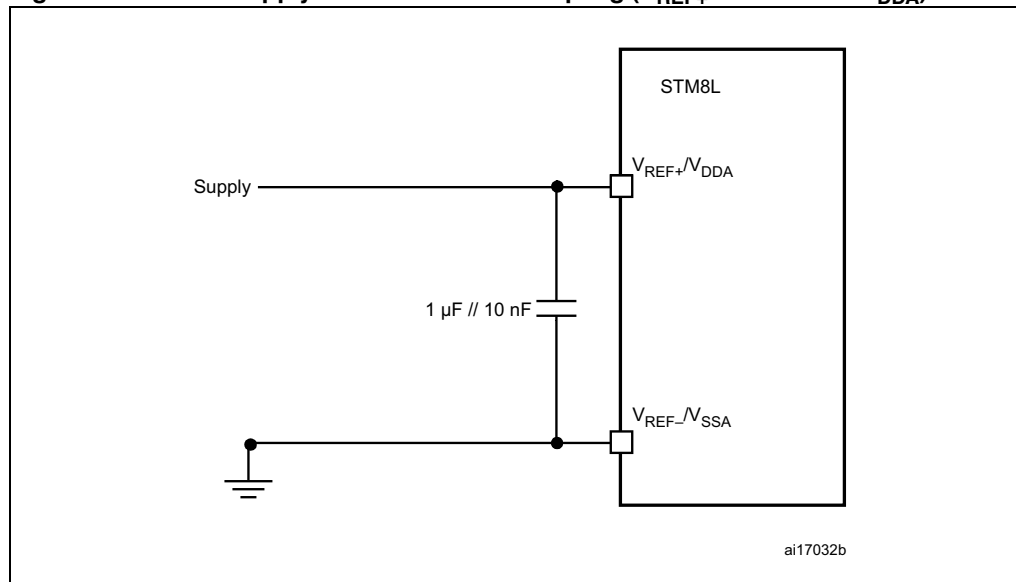 STM8L
VREF+/VDDA
Supply
1 µF // 10 nF
VREF–/VSSA
ai17032b